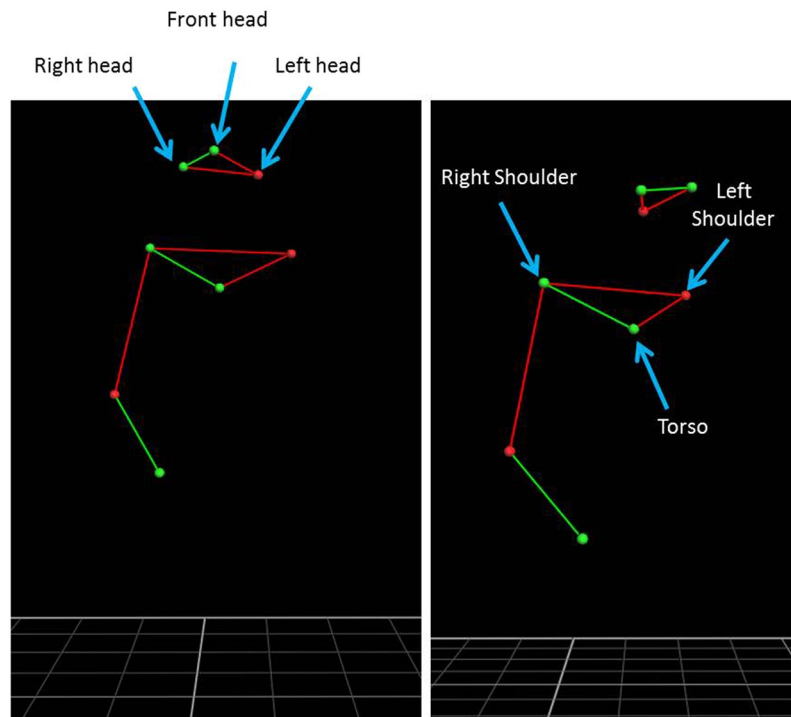 Front head
Right head
Left head
Right Shoulder
Left
Shoulder
Torso